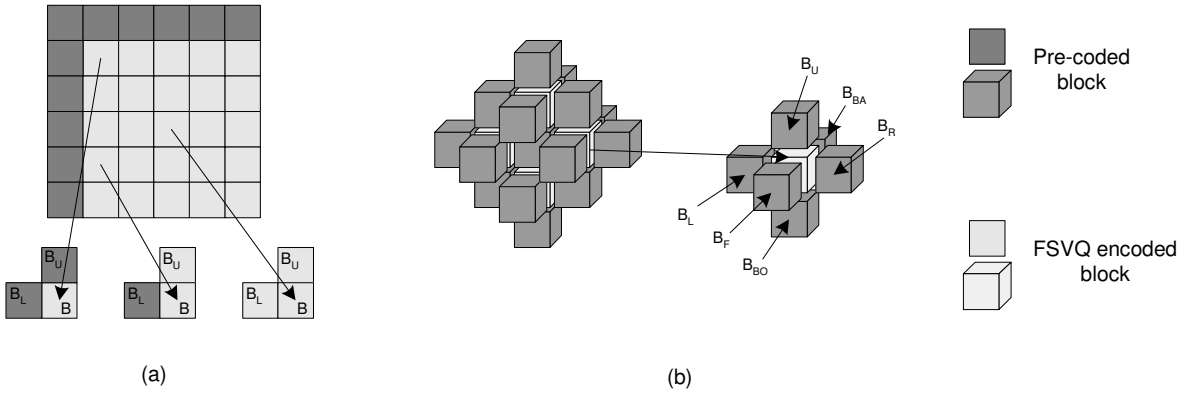 B_U
B_L
B
B_U
B_L
B
B_U
B_L
B
(a)
B_U
B_BA
B_R
B_L
B_F
B_BO
(b)
Pre-coded
block
FSVQ encoded
block